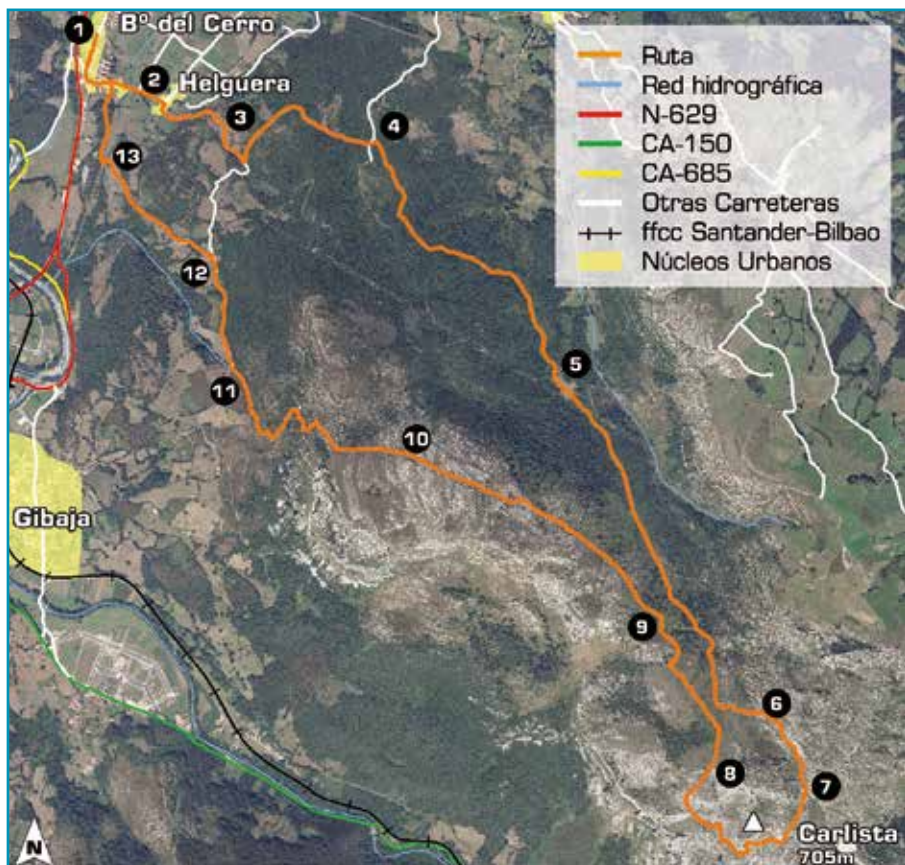 1
Bº del Cerro
2
Helguera
3
4
13
12
5
11
10
Gibaja
9
6
8
7
Carlista
705m
N
Ruta
Red hidrográfica
N-629
CA-150
CA-685
Otras Carreteras
ffcc Santander-Bilbao
Núcleos Urbanos